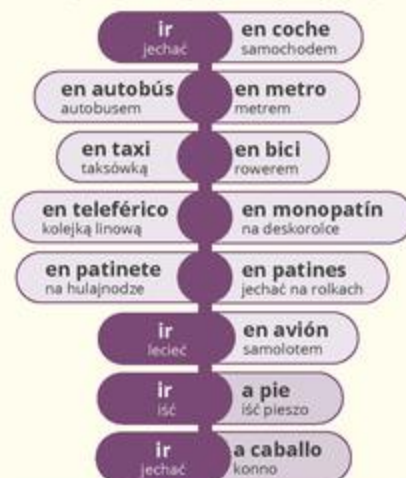 ir
jechać
en coche
samochodem
en autobús
autobusem
en metro
metrem
en taxi
taksówką
en bici
rowerem
en teleférico
kolejką linową
en monopatín
na deskorolce
en patinete
na hulajnodze
en patines
jechać na rolkach
ir
lecieć
en avión
samolotem
ir
iść
a pie
iść pieszo
ir
jechać
a caballo
konno